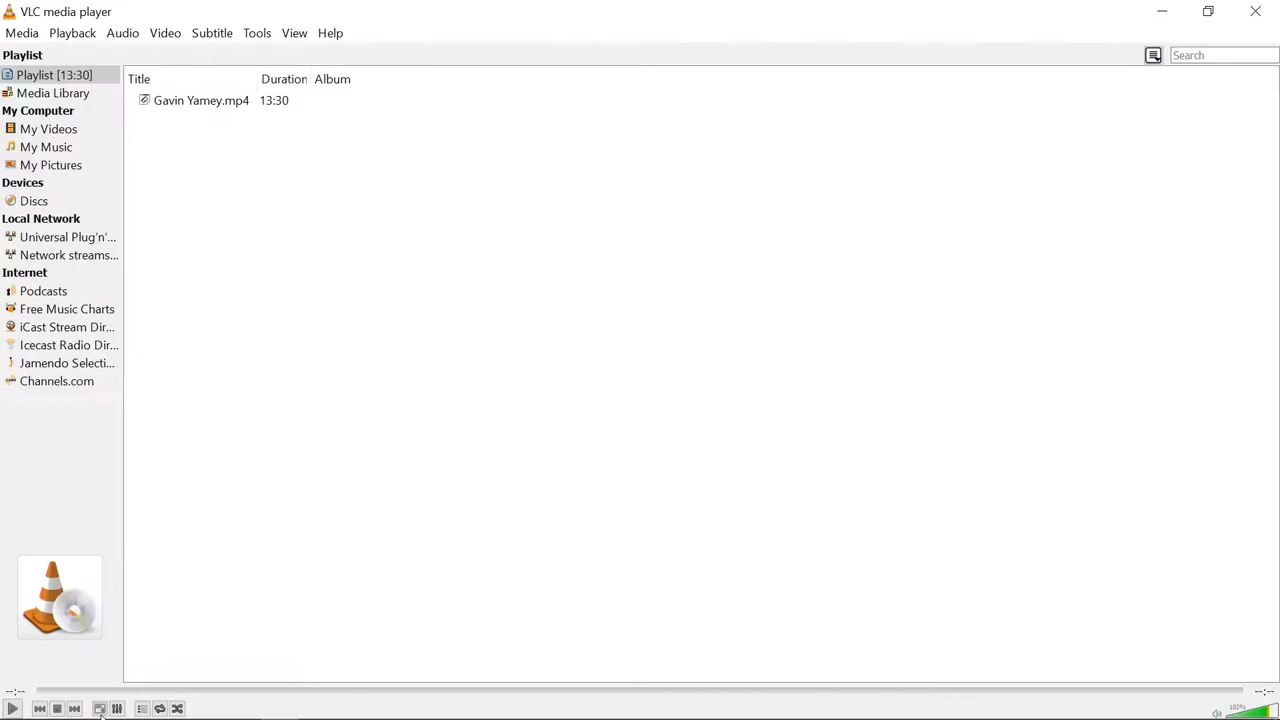 VLC media player
Media Playback Audio Video Subtitle Tools View Help
Playlist
Search
Playlist [13:30]
Media Library
My Computer
My Videos
My Music
My Pictures
Devices
Discs
Local Network
Universal Plug'n'...
Network streams...
Internet
Podcasts
Free Music Charts
iCast Stream Dir...
Icecast Radio Dir...
Jamendo Selecti...
Channels.com
Title Duration Album
Gavin Yamey.mp4 13:30
--:-- --:--
102%